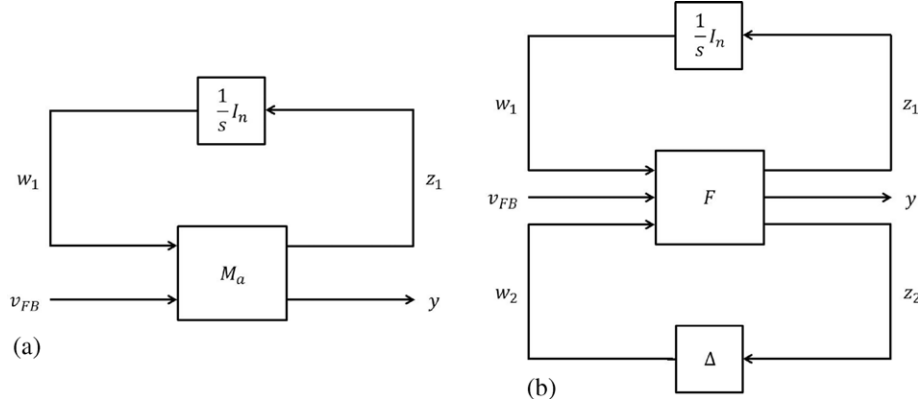 1/s I_n
w_1
z_1
M_a
v_FB
y
(a)
1/s I_n
w_1
z_1
v_FB
F
y
w_2
z_2
Δ
(b)